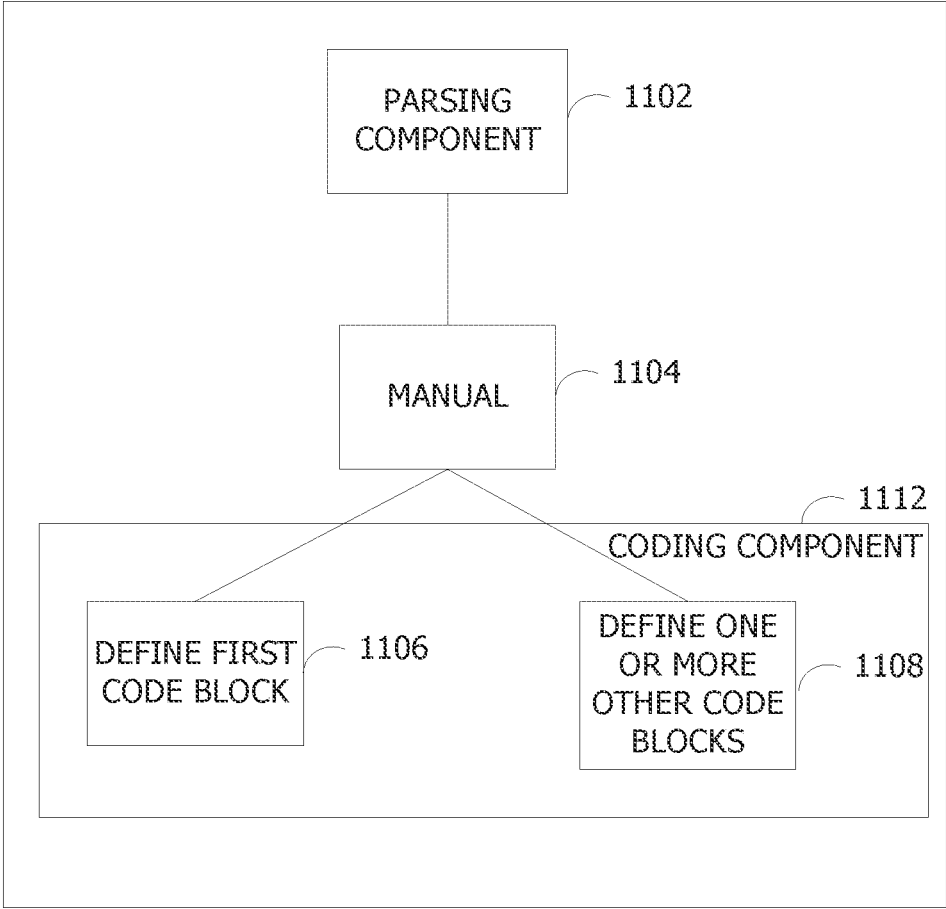 PARSING
COMPONENT
1102
MANUAL
1104
1112
CODING COMPONENT
DEFINE FIRST
CODE BLOCK
1106
DEFINE ONE
OR MORE
OTHER CODE
BLOCKS
1108